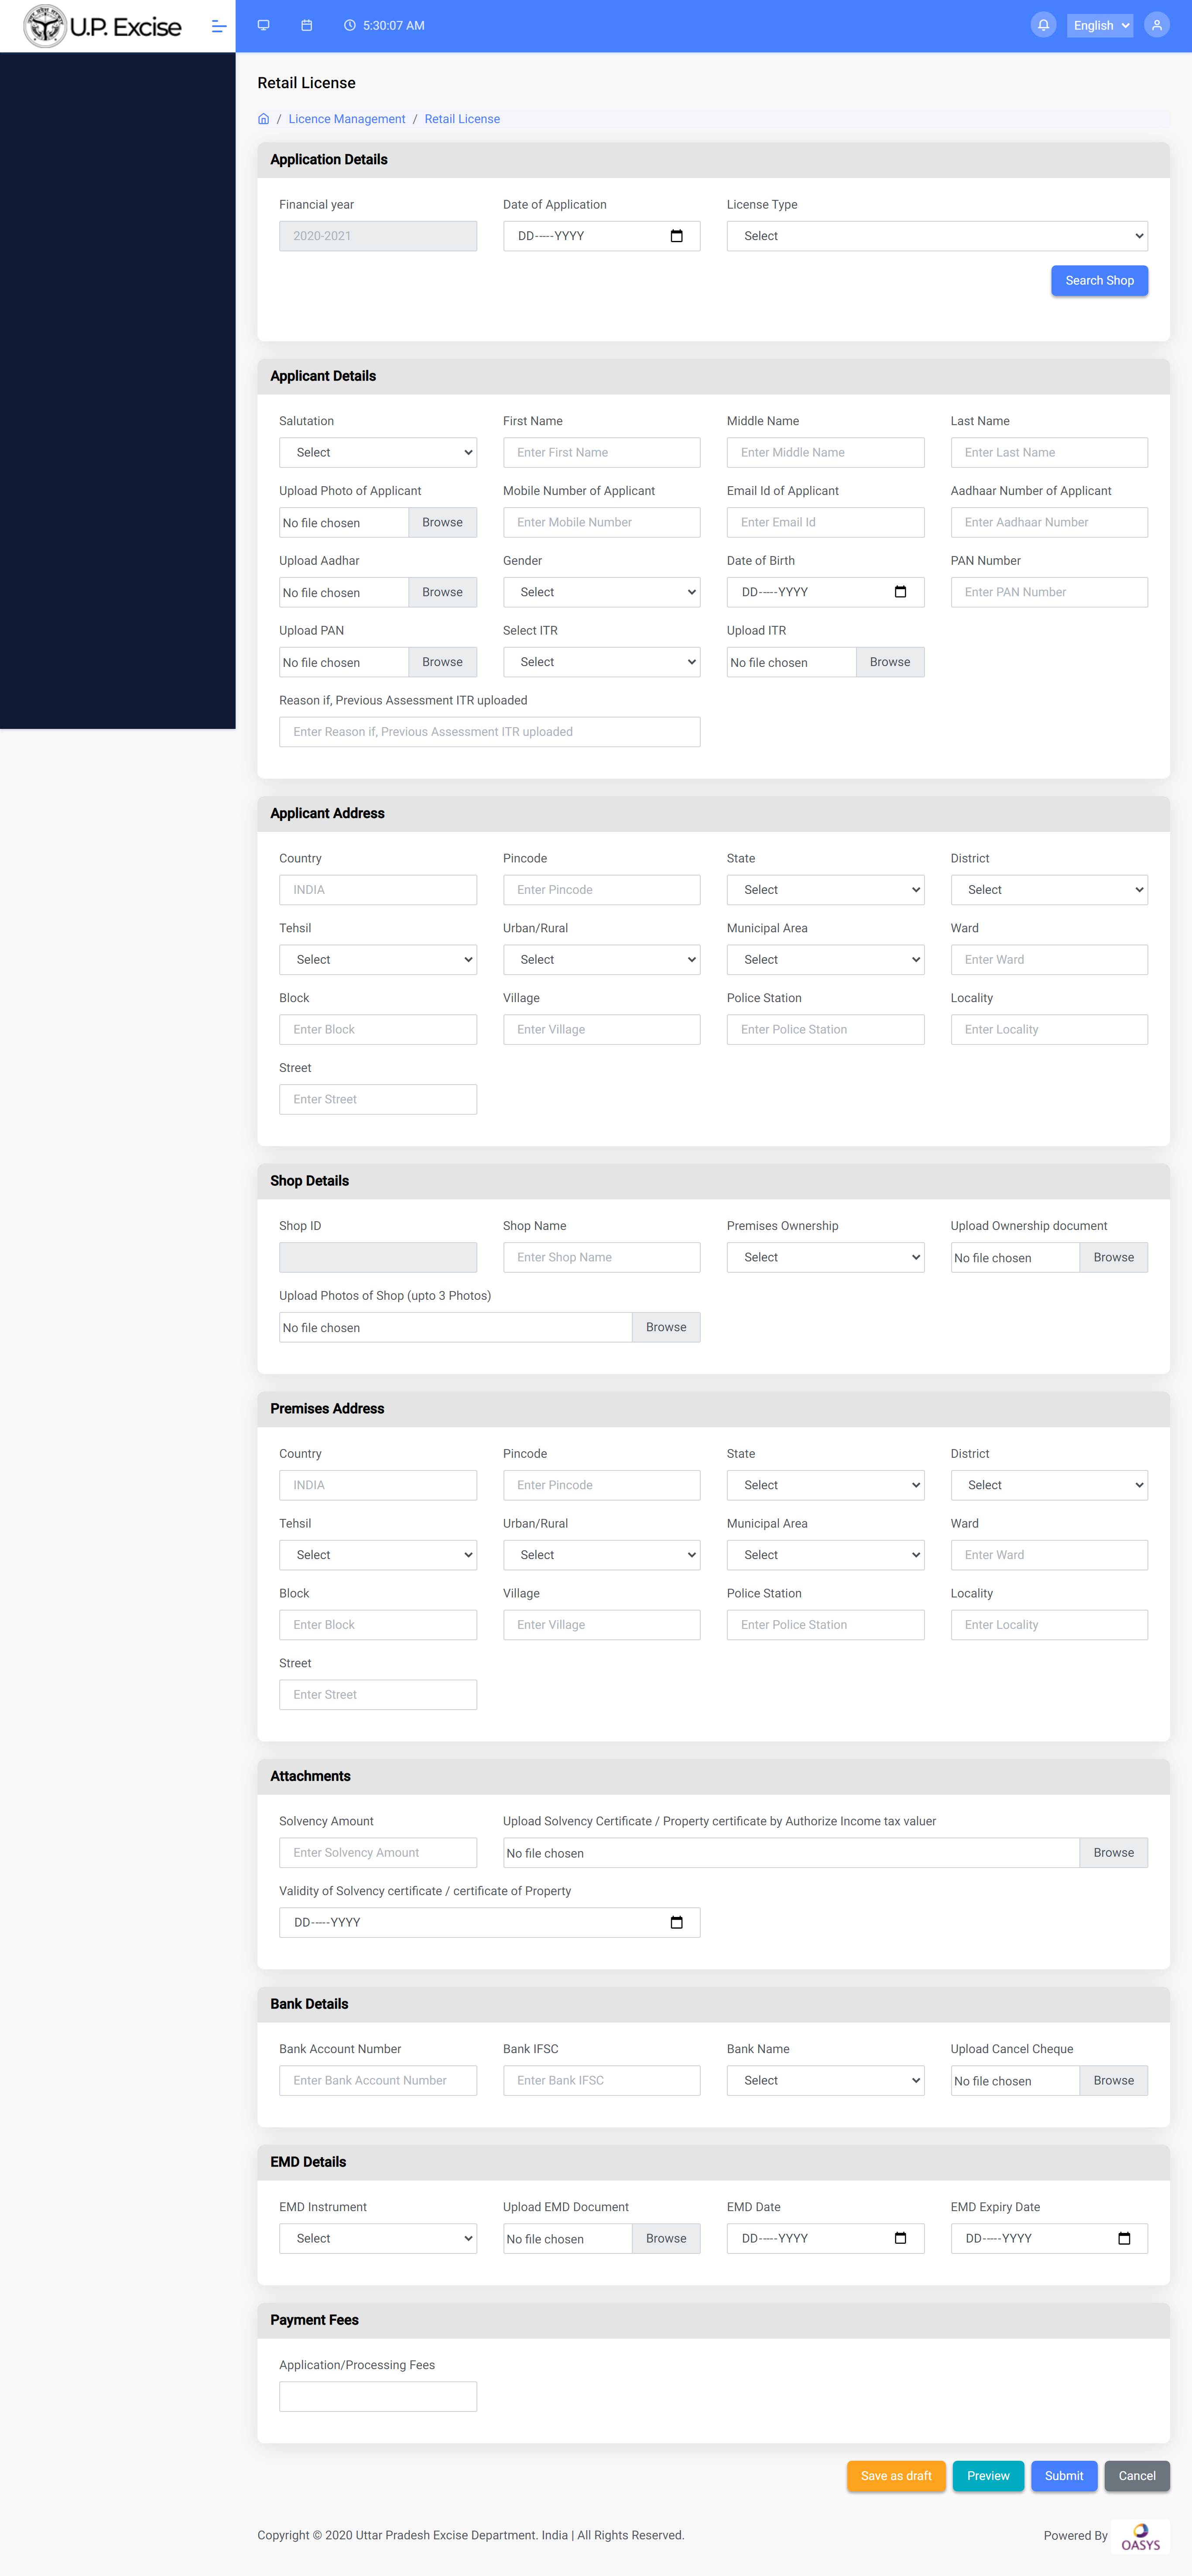 U.P. Excise
5:30:07 AM
English
Retail License
/ Licence Management / Retail License
Application Details
Financial year Date of Application License Type
2020-2021 DD-----YYYY Select
Search Shop
Applicant Details
Salutation First Name Middle Name Last Name
Select Enter First Name Enter Middle Name Enter Last Name
Upload Photo of Applicant Mobile Number of Applicant Email Id of Applicant Aadhaar Number of Applicant
No file chosen Browse Enter Mobile Number Enter Email Id Enter Aadhaar Number
Upload Aadhar Gender Date of Birth PAN Number
No file chosen Browse Select DD-----YYYY Enter PAN Number
Upload PAN Select ITR Upload ITR
No file chosen Browse Select No file chosen Browse
Reason if, Previous Assessment ITR uploaded
Enter Reason if, Previous Assessment ITR uploaded
Applicant Address
Country Pincode State District
INDIA Enter Pincode Select Select
Tehsil Urban/Rural Municipal Area Ward
Select Select Select Enter Ward
Block Village Police Station Locality
Enter Block Enter Village Enter Police Station Enter Locality
Street
Enter Street
Shop Details
Shop ID Shop Name Premises Ownership Upload Ownership document
Enter Shop Name Select No file chosen Browse
Upload Photos of Shop (upto 3 Photos)
No file chosen Browse
Premises Address
Country Pincode State District
INDIA Enter Pincode Select Select
Tehsil Urban/Rural Municipal Area Ward
Select Select Select Enter Ward
Block Village Police Station Locality
Enter Block Enter Village Enter Police Station Enter Locality
Street
Enter Street
Attachments
Solvency Amount Upload Solvency Certificate / Property certificate by Authorize Income tax valuer
Enter Solvency Amount No file chosen Browse
Validity of Solvency certificate / certificate of Property
DD-----YYYY
Bank Details
Bank Account Number Bank IFSC Bank Name Upload Cancel Cheque
Enter Bank Account Number Enter Bank IFSC Select No file chosen Browse
EMD Details
EMD Instrument Upload EMD Document EMD Date EMD Expiry Date
Select No file chosen Browse DD-----YYYY DD-----YYYY
Payment Fees
Application/Processing Fees
Save as draft Preview Submit Cancel
Copyright © 2020 Uttar Pradesh Excise Department. India | All Rights Reserved. Powered By OASYS